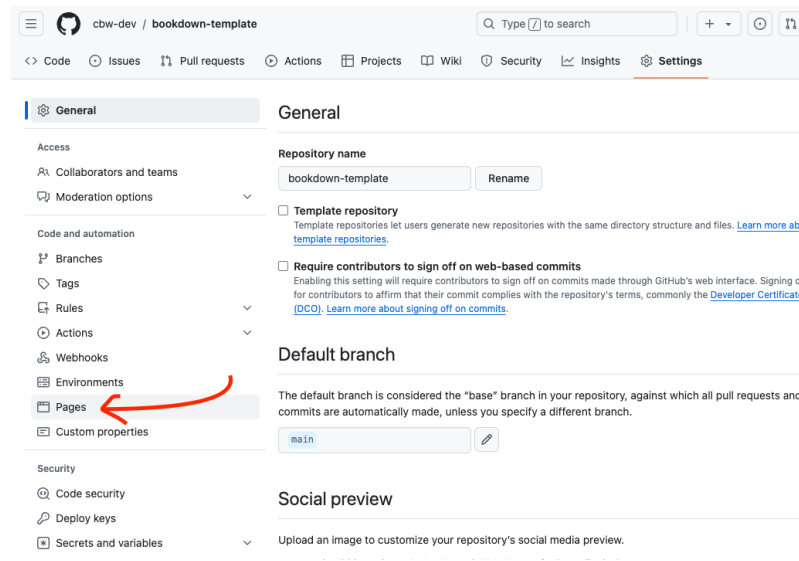 cbw-dev / bookdown-template
Type / to search
Code Issues Pull requests Actions Projects Wiki Security Insights Settings
General
Access
Collaborators and teams
Moderation options
Code and automation
Branches
Tags
Rules
Actions
Webhooks
Environments
Pages
Custom properties
Security
Code security
Deploy keys
Secrets and variables
General
Repository name
bookdown-template Rename
Template repository
Template repositories let users generate new repositories with the same directory structure and files. Learn more
template repositories.
Require contributors to sign off on web-based commits
Enabling this setting will require contributors to sign off on commits made through GitHub's web interface. Signing
for contributors to affirm that their commit complies with the repository's terms, commonly the Developer
(DCO). Learn more about signing off on commits.
Default branch
The default branch is considered the “base” branch in your repository, against which all pull requests and
commits are automatically made, unless you specify a different branch.
main
Social preview
Upload an image to customize your repository's social media preview.